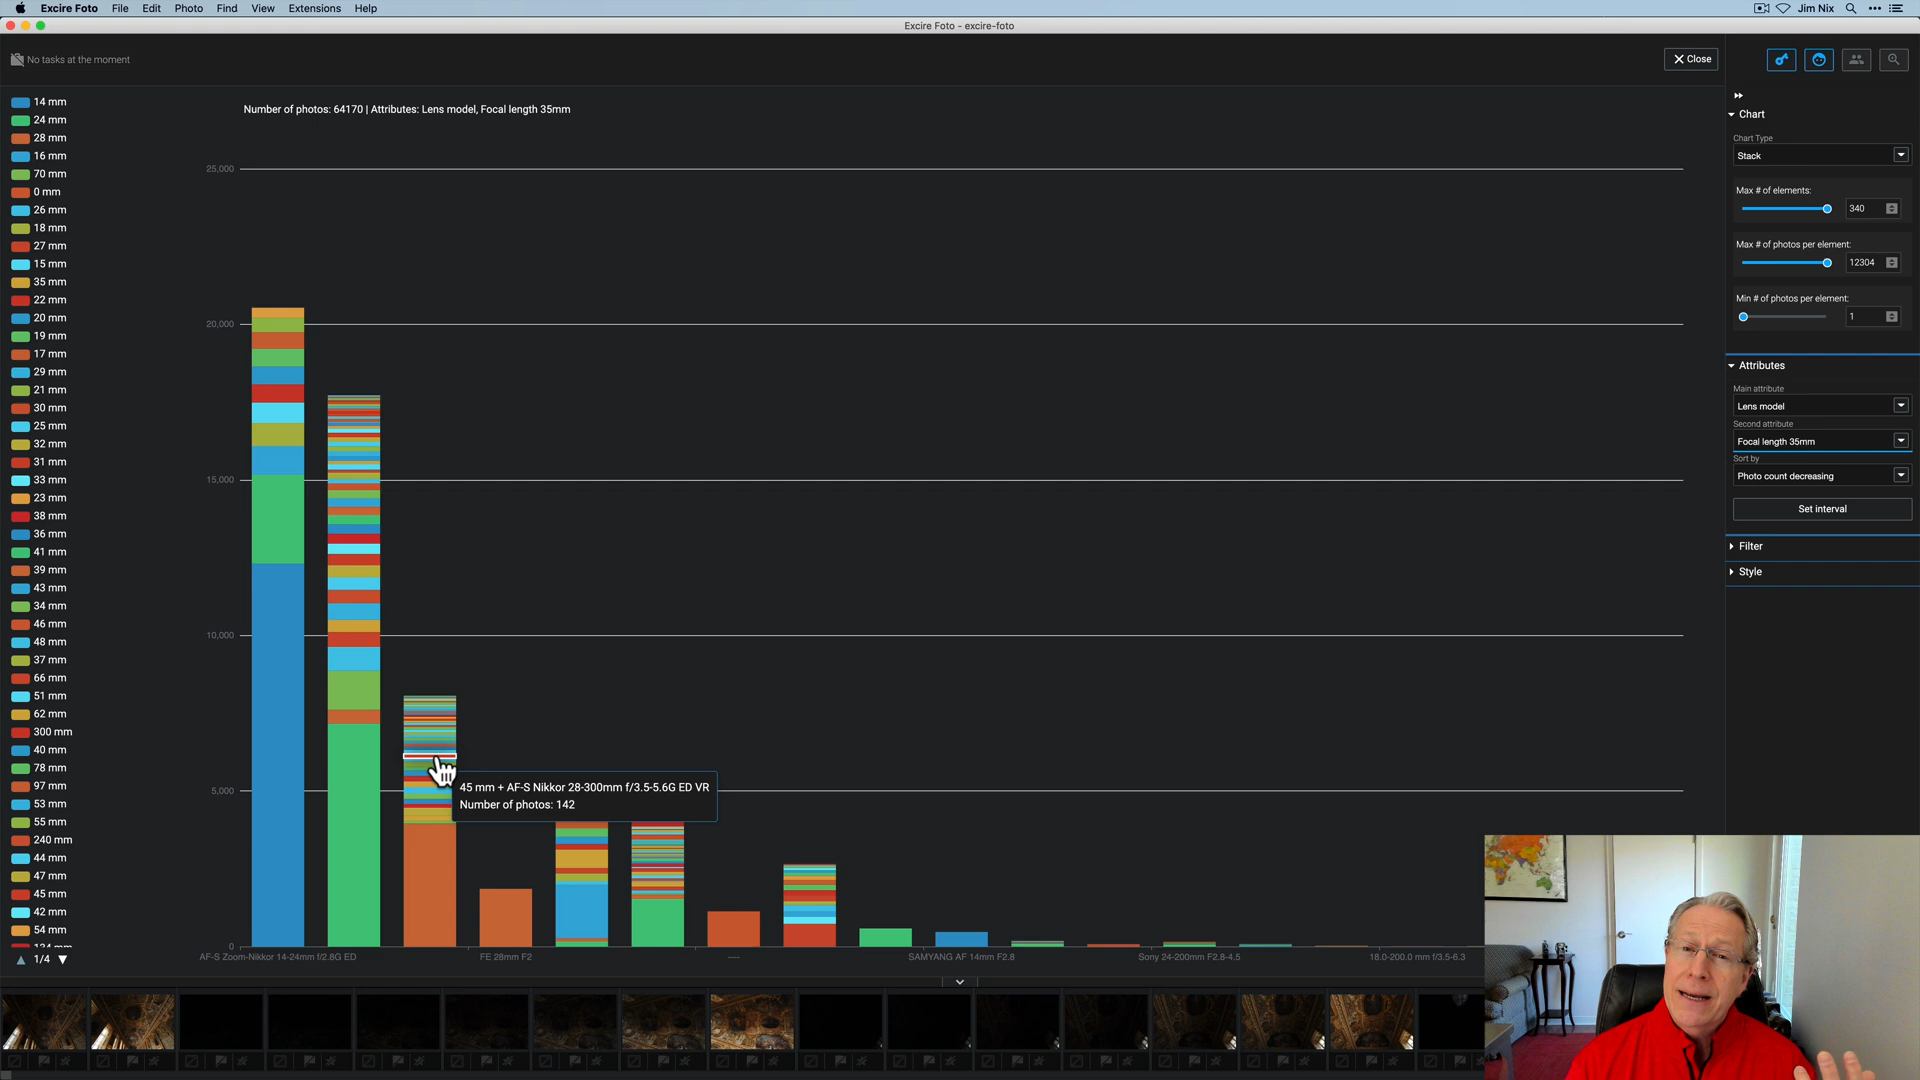 Excire Foto File Edit Photo Find View Extensions Help Jim Nix
Excire Foto - excire-foto
No tasks at the moment
Close
Number of photos: 64170 | Attributes: Lens model, Focal length 35mm
14 mm
24 mm
28 mm
16 mm
70 mm
0 mm
26 mm
18 mm
27 mm
15 mm
35 mm
22 mm
20 mm
19 mm
17 mm
29 mm
21 mm
30 mm
25 mm
32 mm
31 mm
33 mm
23 mm
38 mm
36 mm
41 mm
39 mm
43 mm
34 mm
46 mm
48 mm
37 mm
66 mm
51 mm
62 mm
300 mm
40 mm
78 mm
97 mm
53 mm
55 mm
240 mm
44 mm
47 mm
45 mm
42 mm
54 mm
134 mm
1/4
25,000
20,000
15,000
10,000
5,000
0
45 mm + AF-S Nikkor 28-300mm f/3.5-5.6G ED VR
Number of photos: 142
AF-S Zoom-Nikkor 14-24mm f/2.8G ED
FE 28mm F2
----
SAMYANG AF 14mm F2.8
Sony 24-200mm F2.8-4.5
18.0-200.0 mm f/3.5-6.3
Chart
Chart Type
Stack
Max # of elements:
340
Max # of photos per element:
12304
Min # of photos per element:
1
Attributes
Main attribute
Lens model
Second attribute
Focal length 35mm
Sort by
Photo count decreasing
Set interval
Filter
Style